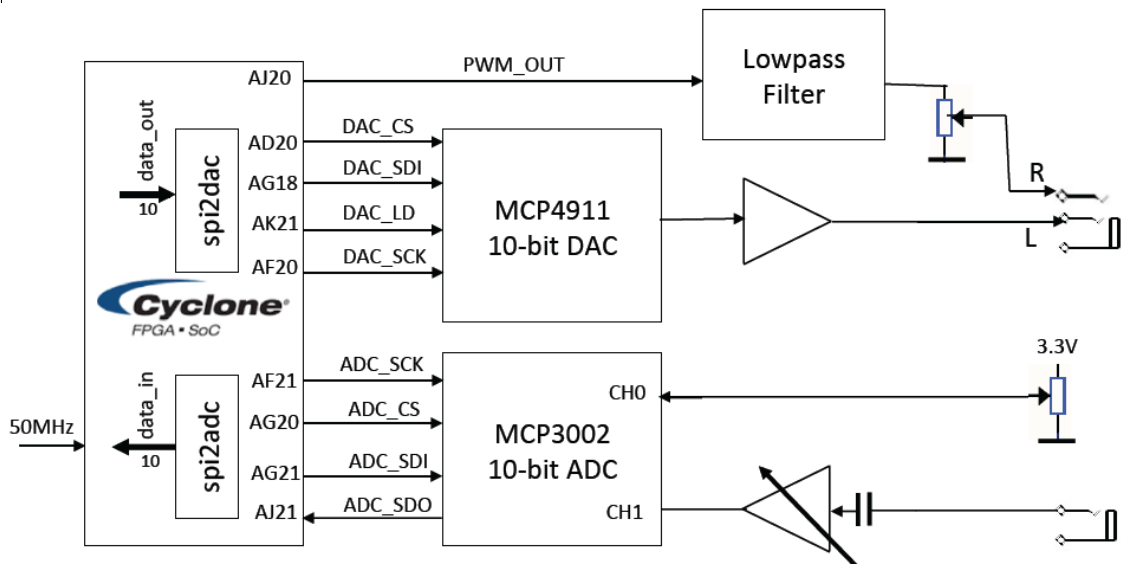 PWM_OUT
Lowpass
Filter
AJ20
data_out
10
spi2dac
AD20
DAC_CS
AG18
DAC_SDI
AK21
DAC_LD
AF20
DAC_SCK
MCP4911
10-bit DAC
R
L
Cyclone®
FPGA • SoC
50MHz
data_in
10
spi2adc
AF21
ADC_SCK
AG20
ADC_CS
AG21
ADC_SDI
AJ21
ADC_SDO
MCP3002
10-bit ADC
CH0
CH1
3.3V